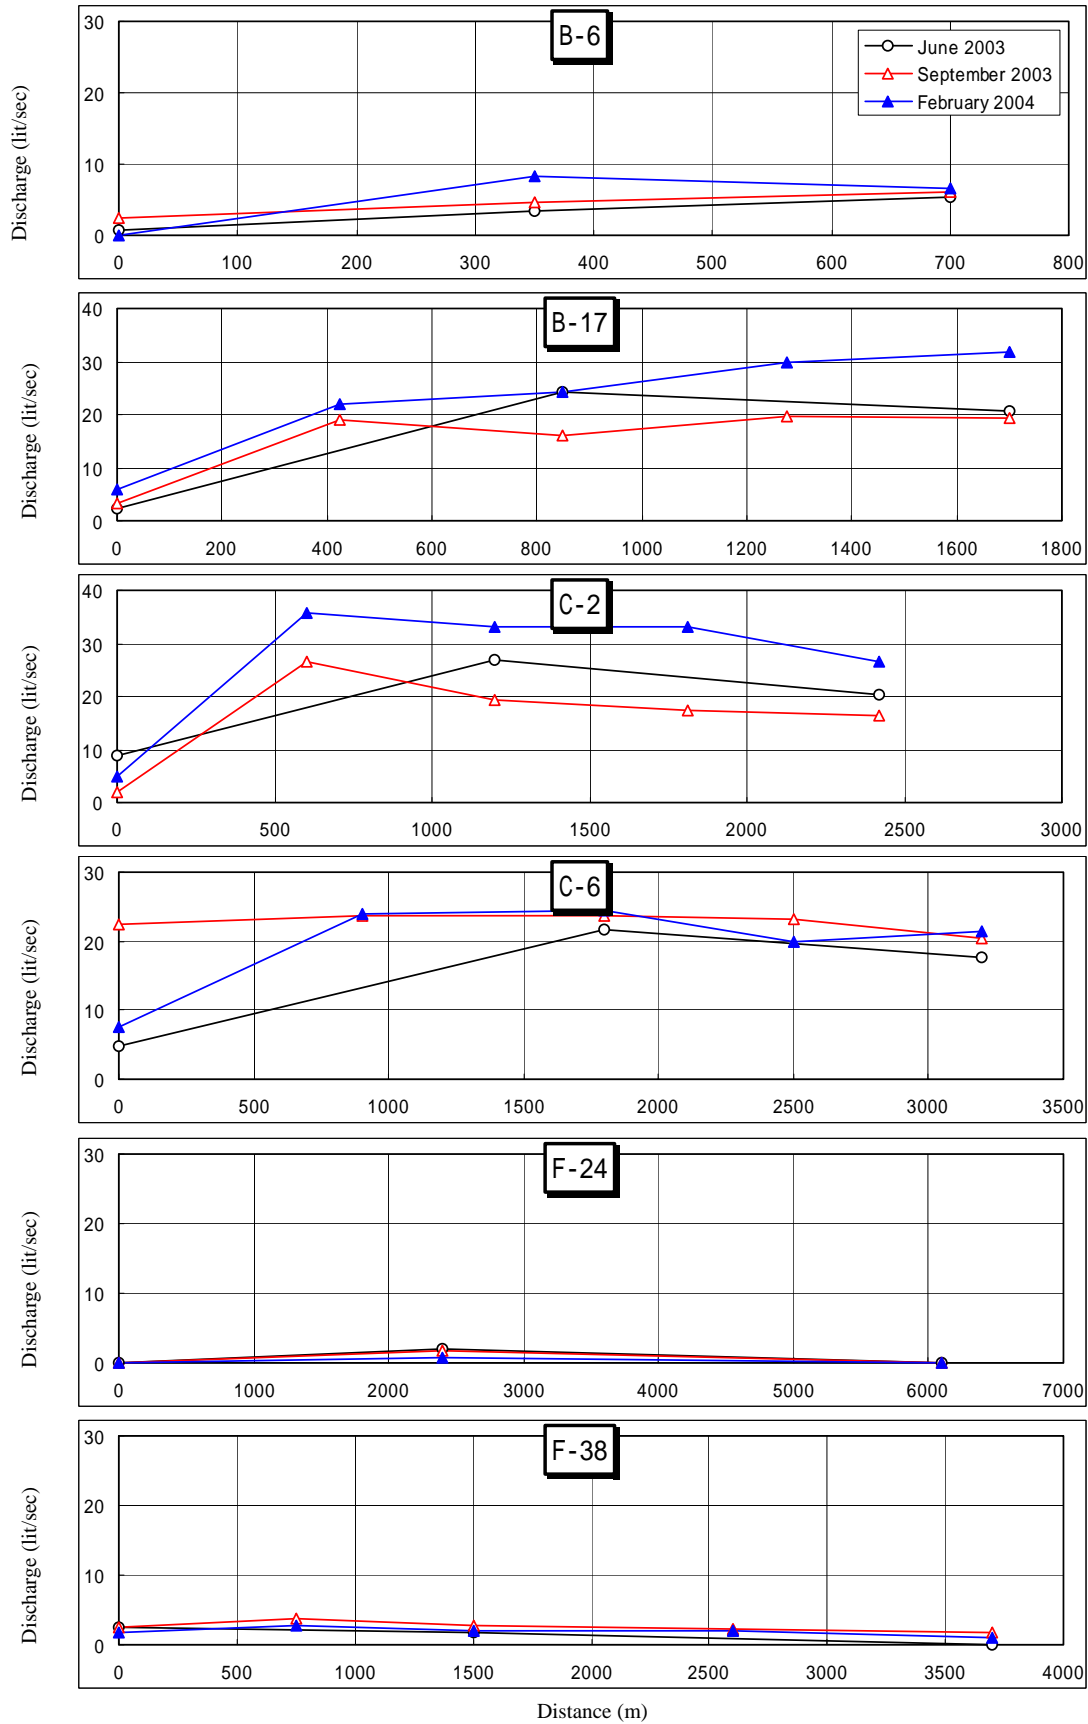 B-6
30
20
10
0
Discharge (lit/sec)
June 2003
September 2003
February 2004
0 100 200 300 400 500 600 700 800
B-17
40
30
20
10
0
Discharge (lit/sec)
0 200 400 600 800 1000 1200 1400 1600 1800
C-2
40
30
20
10
0
Discharge (lit/sec)
0 500 1000 1500 2000 2500 3000
C-6
30
20
10
0
Discharge (lit/sec)
0 500 1000 1500 2000 2500 3000 3500
F-24
30
20
10
0
Discharge (lit/sec)
0 1000 2000 3000 4000 5000 6000 7000
F-38
30
20
10
0
Discharge (lit/sec)
0 500 1000 1500 2000 2500 3000 3500 4000
Distance (m)